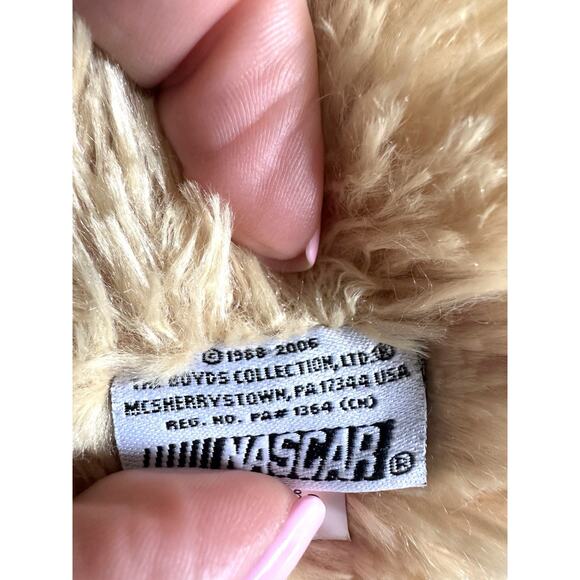 © 1988-2006
THE BOYDS COLLECTION, LTD.®
MCSHERRYSTOWN, PA 17344 USA
REG. NO. PA# 1364 (CN)
NASCAR®